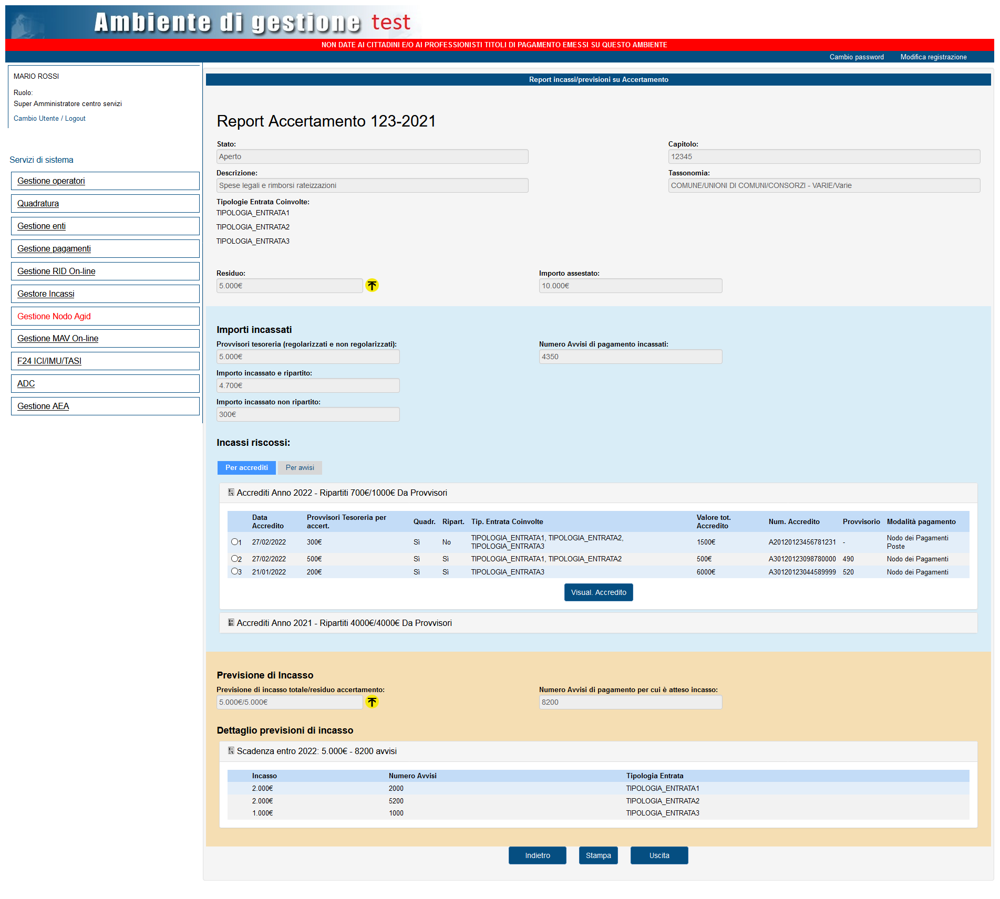 Ambiente di gestione test
NON DATE AI CITTADINI E/O AI PROFESSIONISTI TITOLI DI PAGAMENTO EMESSI SU QUESTO AMBIENTE
Cambio password Modifica registrazione
MARIO ROSSI
Ruolo:
Super Amministratore centro servizi
Cambio Utente / Logout
Servizi di sistema
Gestione operatori
Quadratura
Gestione enti
Gestione pagamenti
Gestione RID On-line
Gestore Incassi
Gestione Nodo Agid
Gestione MAV On-line
F24 ICI/IMU/TASI
ADC
Gestione AEA
Report incassi/previsioni su Accertamento
Report Accertamento 123-2021
Stato: Capitolo:
Aperto 12345
Descrizione: Tassonomia:
Spese legali e rimborsi rateizzazioni COMUNE/UNIONI DI COMUNI/CONSORZI - VARIE/Varie
Tipologie Entrata Coinvolte:
TIPOLOGIA_ENTRATA1
TIPOLOGIA_ENTRATA2
TIPOLOGIA_ENTRATA3
Residuo: Importo assestato:
5.000€ 10.000€
Importi incassati
Provvisori tesoreria (regolarizzati e non regolarizzati): Numero Avvisi di pagamento incassati:
5.000€ 4350
Importo incassato e ripartito:
4.700€
Importo incassato non ripartito:
300€
Incassi riscossi:
Per accrediti Per avvisi
Accrediti Anno 2022 - Ripartiti 700€/1000€ Da Provvisori
Data Accredito Provvisori Tesoreria per accert. Quadr. Ripart. Tip. Entrata Coinvolte Valore tot. Accredito Num. Accredito Provvisorio Modalità pagamento
1 27/02/2022 300€ Sì No TIPOLOGIA_ENTRATA1, TIPOLOGIA_ENTRATA2, TIPOLOGIA_ENTRATA3 1500€ A20120123456781231 - Nodo dei Pagamenti Poste
2 27/02/2022 500€ Sì Sì TIPOLOGIA_ENTRATA1, TIPOLOGIA_ENTRATA2 500€ A30120123098780000 490 Nodo dei Pagamenti
3 21/01/2022 200€ Sì Sì TIPOLOGIA_ENTRATA3 6000€ A30120123044589999 520 Nodo dei Pagamenti
Visual. Accredito
Accrediti Anno 2021 - Ripartiti 4000€/4000€ Da Provvisori
Previsione di Incasso
Previsione di incasso totale/residuo accertamento: Numero Avvisi di pagamento per cui è atteso incasso:
5.000€/5.000€ 8200
Dettaglio previsioni di incasso
Scadenza entro 2022: 5.000€ - 8200 avvisi
Incasso Numero Avvisi Tipologia Entrata
2.000€ 2000 TIPOLOGIA_ENTRATA1
2.000€ 5200 TIPOLOGIA_ENTRATA2
1.000€ 1000 TIPOLOGIA_ENTRATA3
Indietro Stampa Uscita